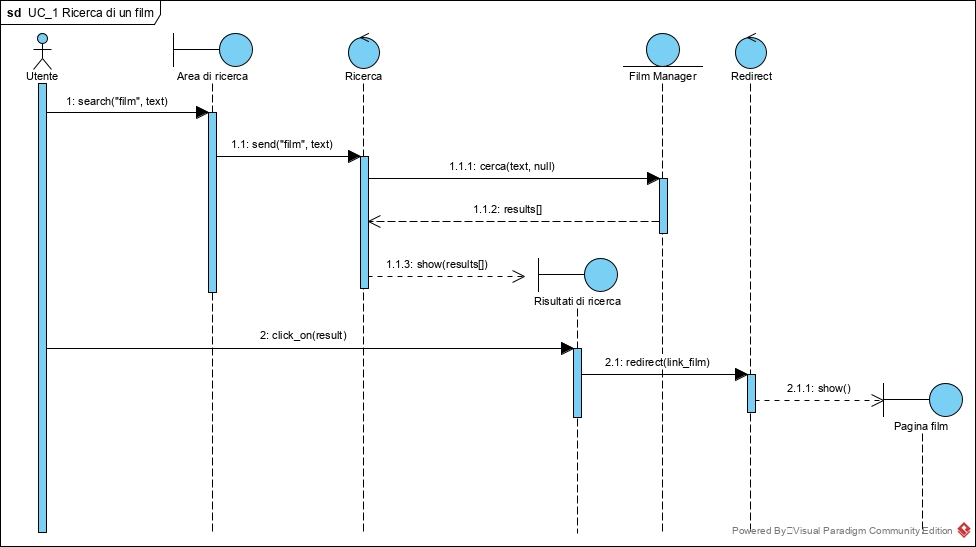 sd UC_1 Ricerca di un film
Utente
Area di ricerca
Ricerca
Film Manager
Redirect
1: search("film", text)
1.1: send("film", text)
1.1.1: cerca(text, null)
1.1.2: results[]
1.1.3: show(results[])
Risultati di ricerca
2: click_on(result)
2.1: redirect(link_film)
2.1.1: show()
Pagina film
Powered By Visual Paradigm Community Edition